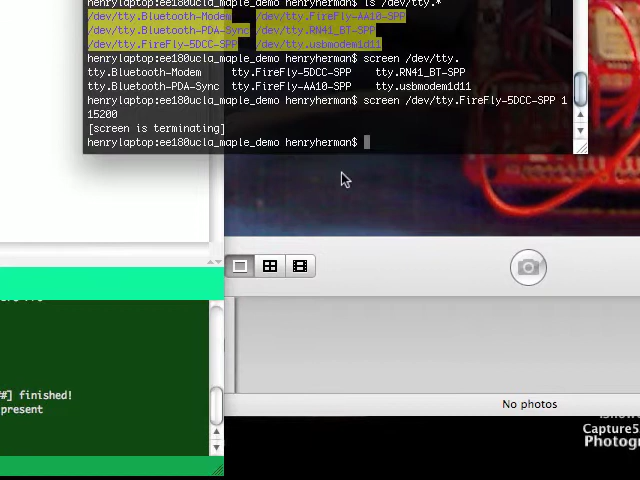 henrylaptop:ee180ucla_maple_demo henryherman$ ls /dev/tty.*
/dev/tty.Bluetooth-Modem /dev/tty.FireFly-AA10-SPP
/dev/tty.Bluetooth-PDA-Sync /dev/tty.RN41_BT-SPP
/dev/tty.FireFly-5DCC-SPP /dev/tty.usbmodem1d11
henrylaptop:ee180ucla_maple_demo henryherman$ screen /dev/tty.
tty.Bluetooth-Modem tty.FireFly-5DCC-SPP tty.RN41_BT-SPP
tty.Bluetooth-PDA-Sync tty.FireFly-AA10-SPP tty.usbmodem1d11
henrylaptop:ee180ucla_maple_demo henryherman$ screen /dev/tty.FireFly-5DCC-SPP 1
15200
[screen is terminating]
henrylaptop:ee180ucla_maple_demo henryherman$
#] finished!
present
No photos
Capture5
Photogr